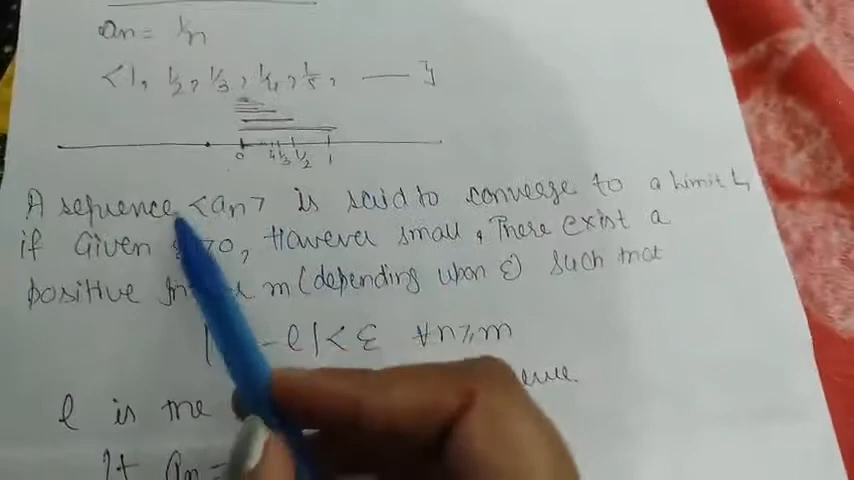 an = 1/n
<1, 1/2, 1/3, 1/4, 1/5, — }
0 1/4 1/3 1/2 1
A sequence <an> is said to converge to a limit l,
if Given >0, However small, There exist a
positive m (depending upon ε) such that
- l| < ε ∀n≥m
l is the
lt an =